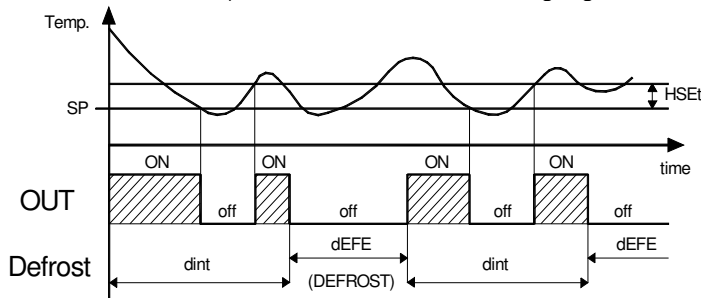 Temp.
HSEt
SP
time
ON ON ON ON
OUT
off off off off
dEFE dEFE
Defrost
dint (DEFROST) dint